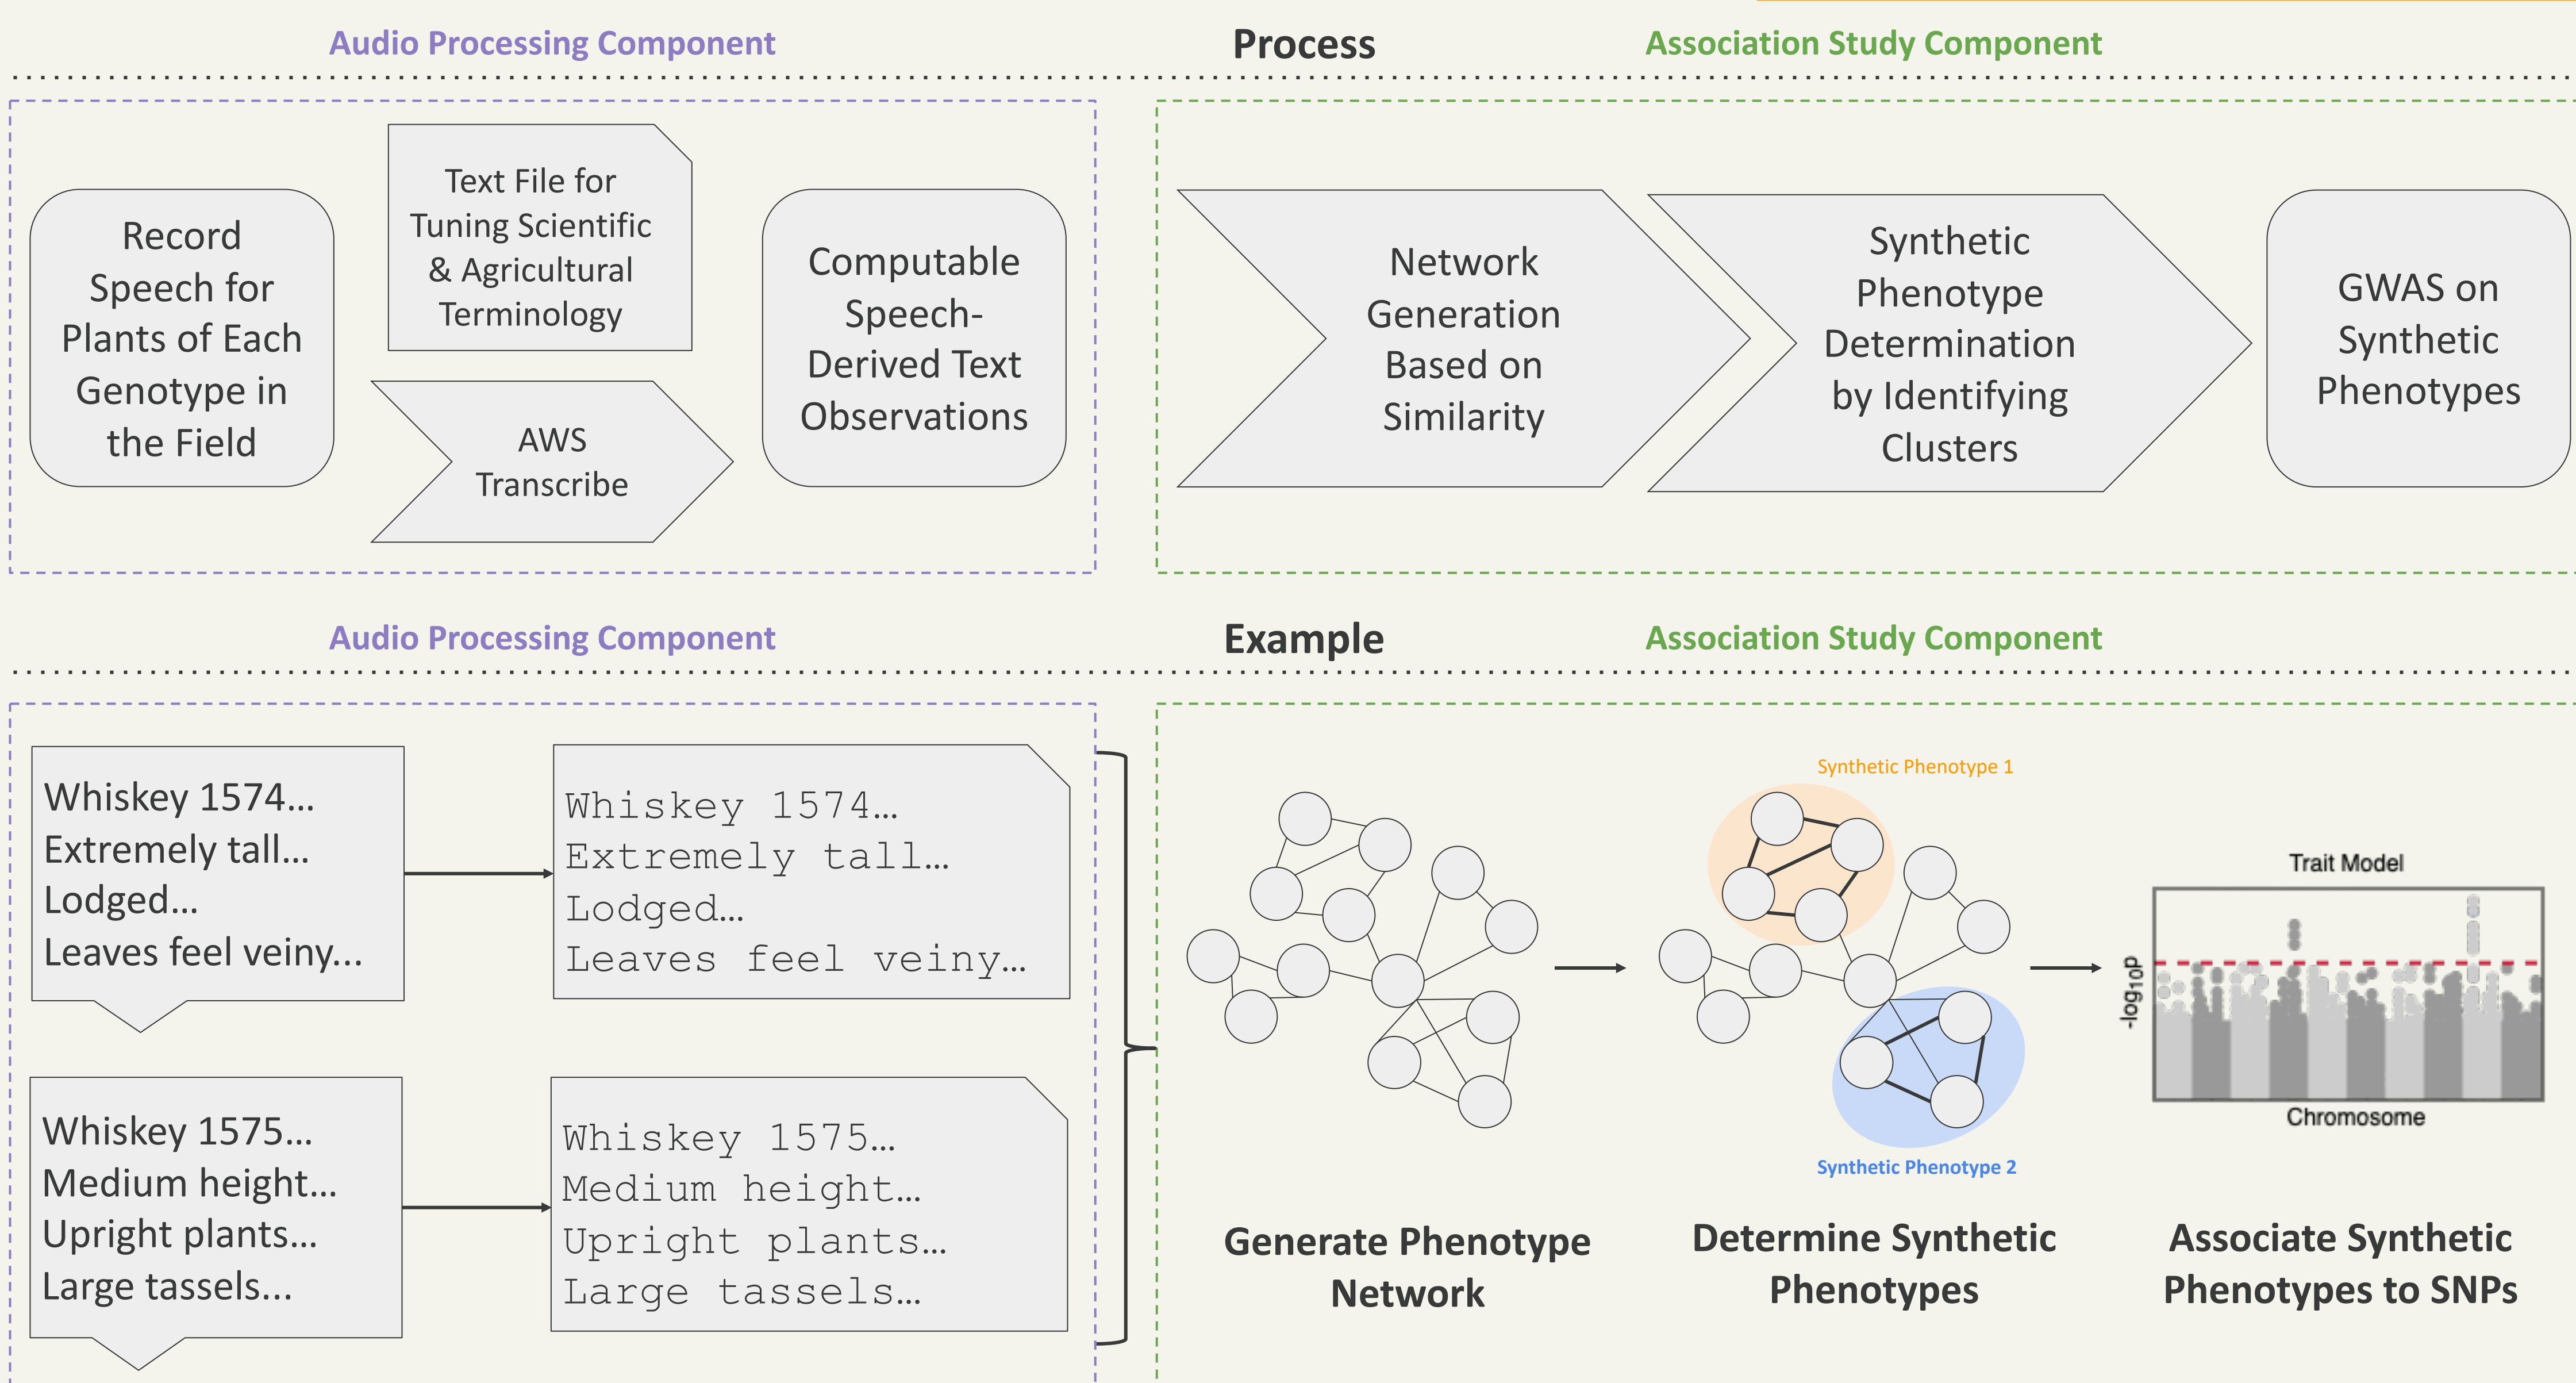 Audio Processing Component
Process
Association Study Component
Record
Speech for
Plants of Each
Genotype in
the Field
Text File for
Tuning Scientific
& Agricultural
Terminology
AWS
Transcribe
Computable
Speech-
Derived Text
Observations
Network
Generation
Based on
Similarity
Synthetic
Phenotype
Determination
by Identifying
Clusters
GWAS on
Synthetic
Phenotypes
Audio Processing Component
Example
Association Study Component
Whiskey 1574…
Extremely tall…
Lodged…
Leaves feel veiny...
Whiskey 1574…
Extremely tall…
Lodged…
Leaves feel veiny…
Whiskey 1575…
Medium height…
Upright plants…
Large tassels...
Whiskey 1575…
Medium height…
Upright plants…
Large tassels…
Generate Phenotype
Network
Synthetic Phenotype 1
Synthetic Phenotype 2
Determine Synthetic
Phenotypes
Trait Model
-log₁₀p
Chromosome
Associate Synthetic
Phenotypes to SNPs